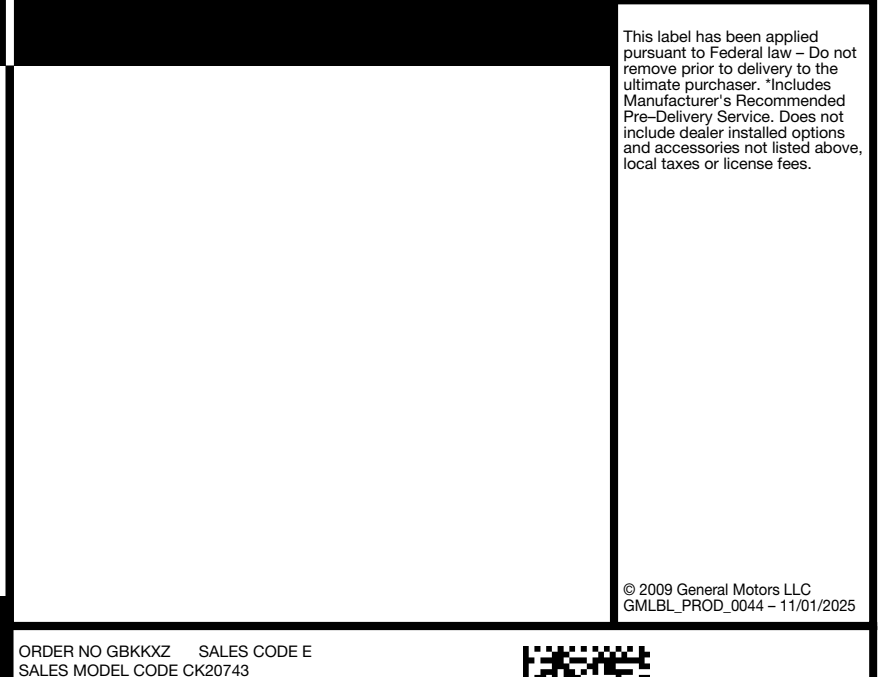 This label has been applied
pursuant to Federal law – Do not
remove prior to delivery to the
ultimate purchaser. *Includes
Manufacturer's Recommended
Pre–Delivery Service. Does not
include dealer installed options
and accessories not listed above,
local taxes or license fees.
© 2009 General Motors LLC
GMLBL_PROD_0044 – 11/01/2025
ORDER NO GBKKXZ SALES CODE E
SALES MODEL CODE CK20743